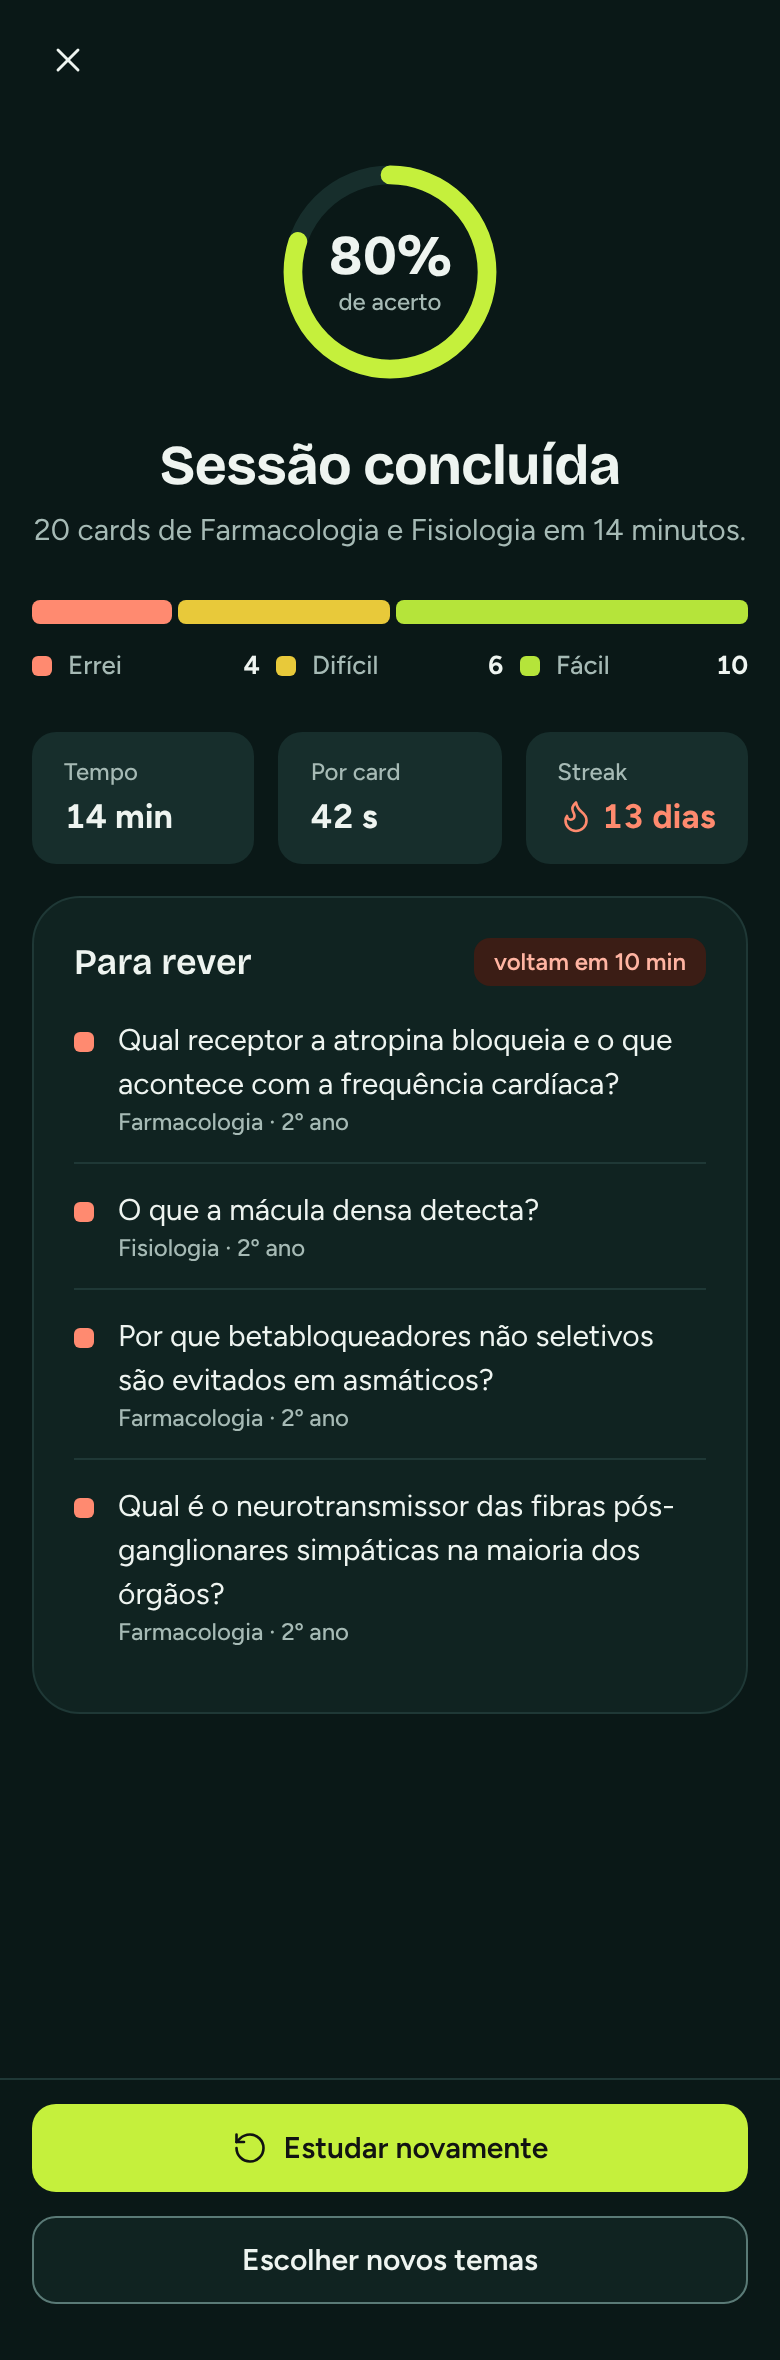 80%
de acerto
Sessão concluída
20 cards de Farmacologia e Fisiologia em 14 minutos.
Errei 4 Difícil 6 Fácil 10
Tempo Por card Streak
14 min 42 s 13 dias
Para rever voltam em 10 min
Qual receptor a atropina bloqueia e o que
acontece com a frequência cardíaca?
Farmacologia · 2º ano
O que a mácula densa detecta?
Fisiologia · 2º ano
Por que betabloqueadores não seletivos
são evitados em asmáticos?
Farmacologia · 2º ano
Qual é o neurotransmissor das fibras pós-
ganglionares simpáticas na maioria dos
órgãos?
Farmacologia · 2º ano
Estudar novamente
Escolher novos temas